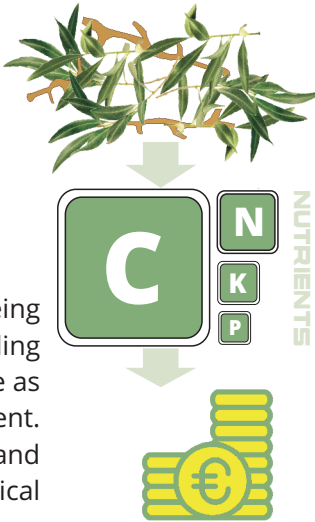 C
N
K
P
NUTRIENTS
eing
ling
e as
ent.
and
ical
€